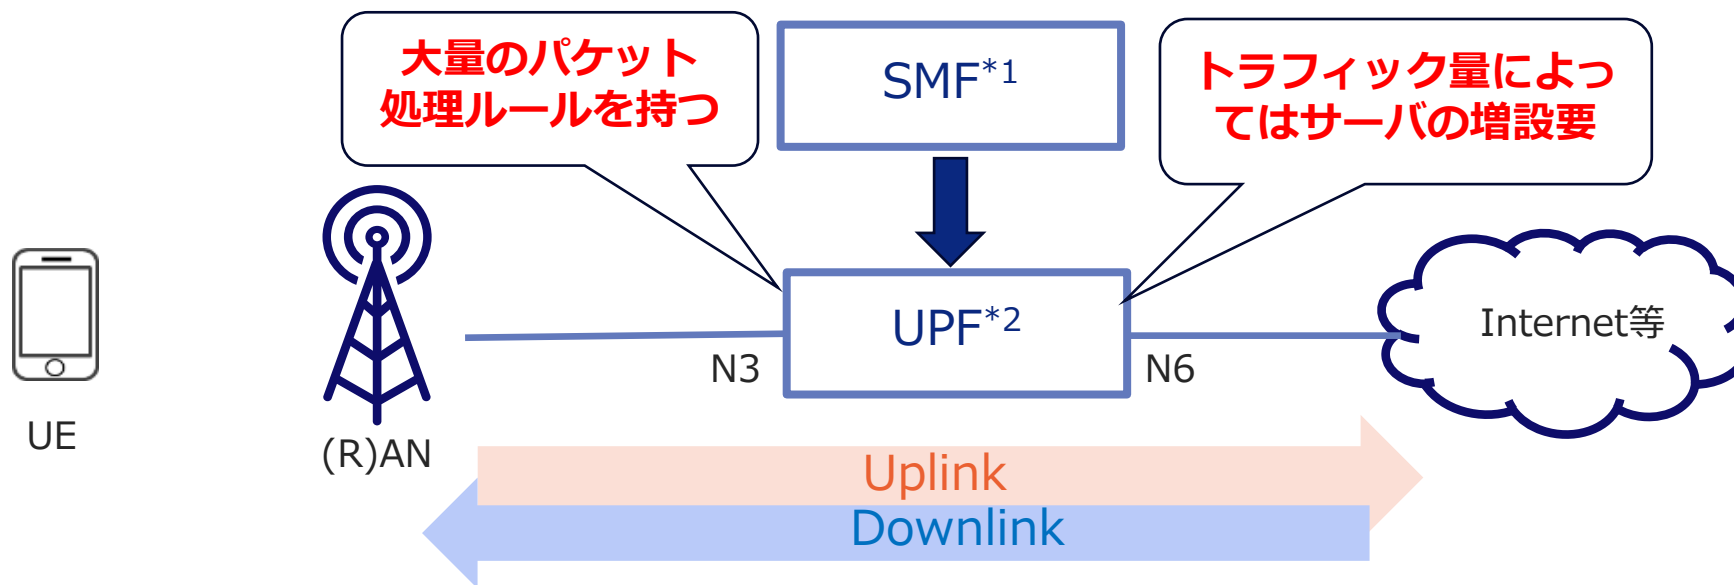 大量のパケット
処理ルールを持つ
SMF*1
トラフィック量によっ
てはサーバの増設要
UPF*2
Internet等
N3
N6
UE
(R)AN
Uplink
Downlink